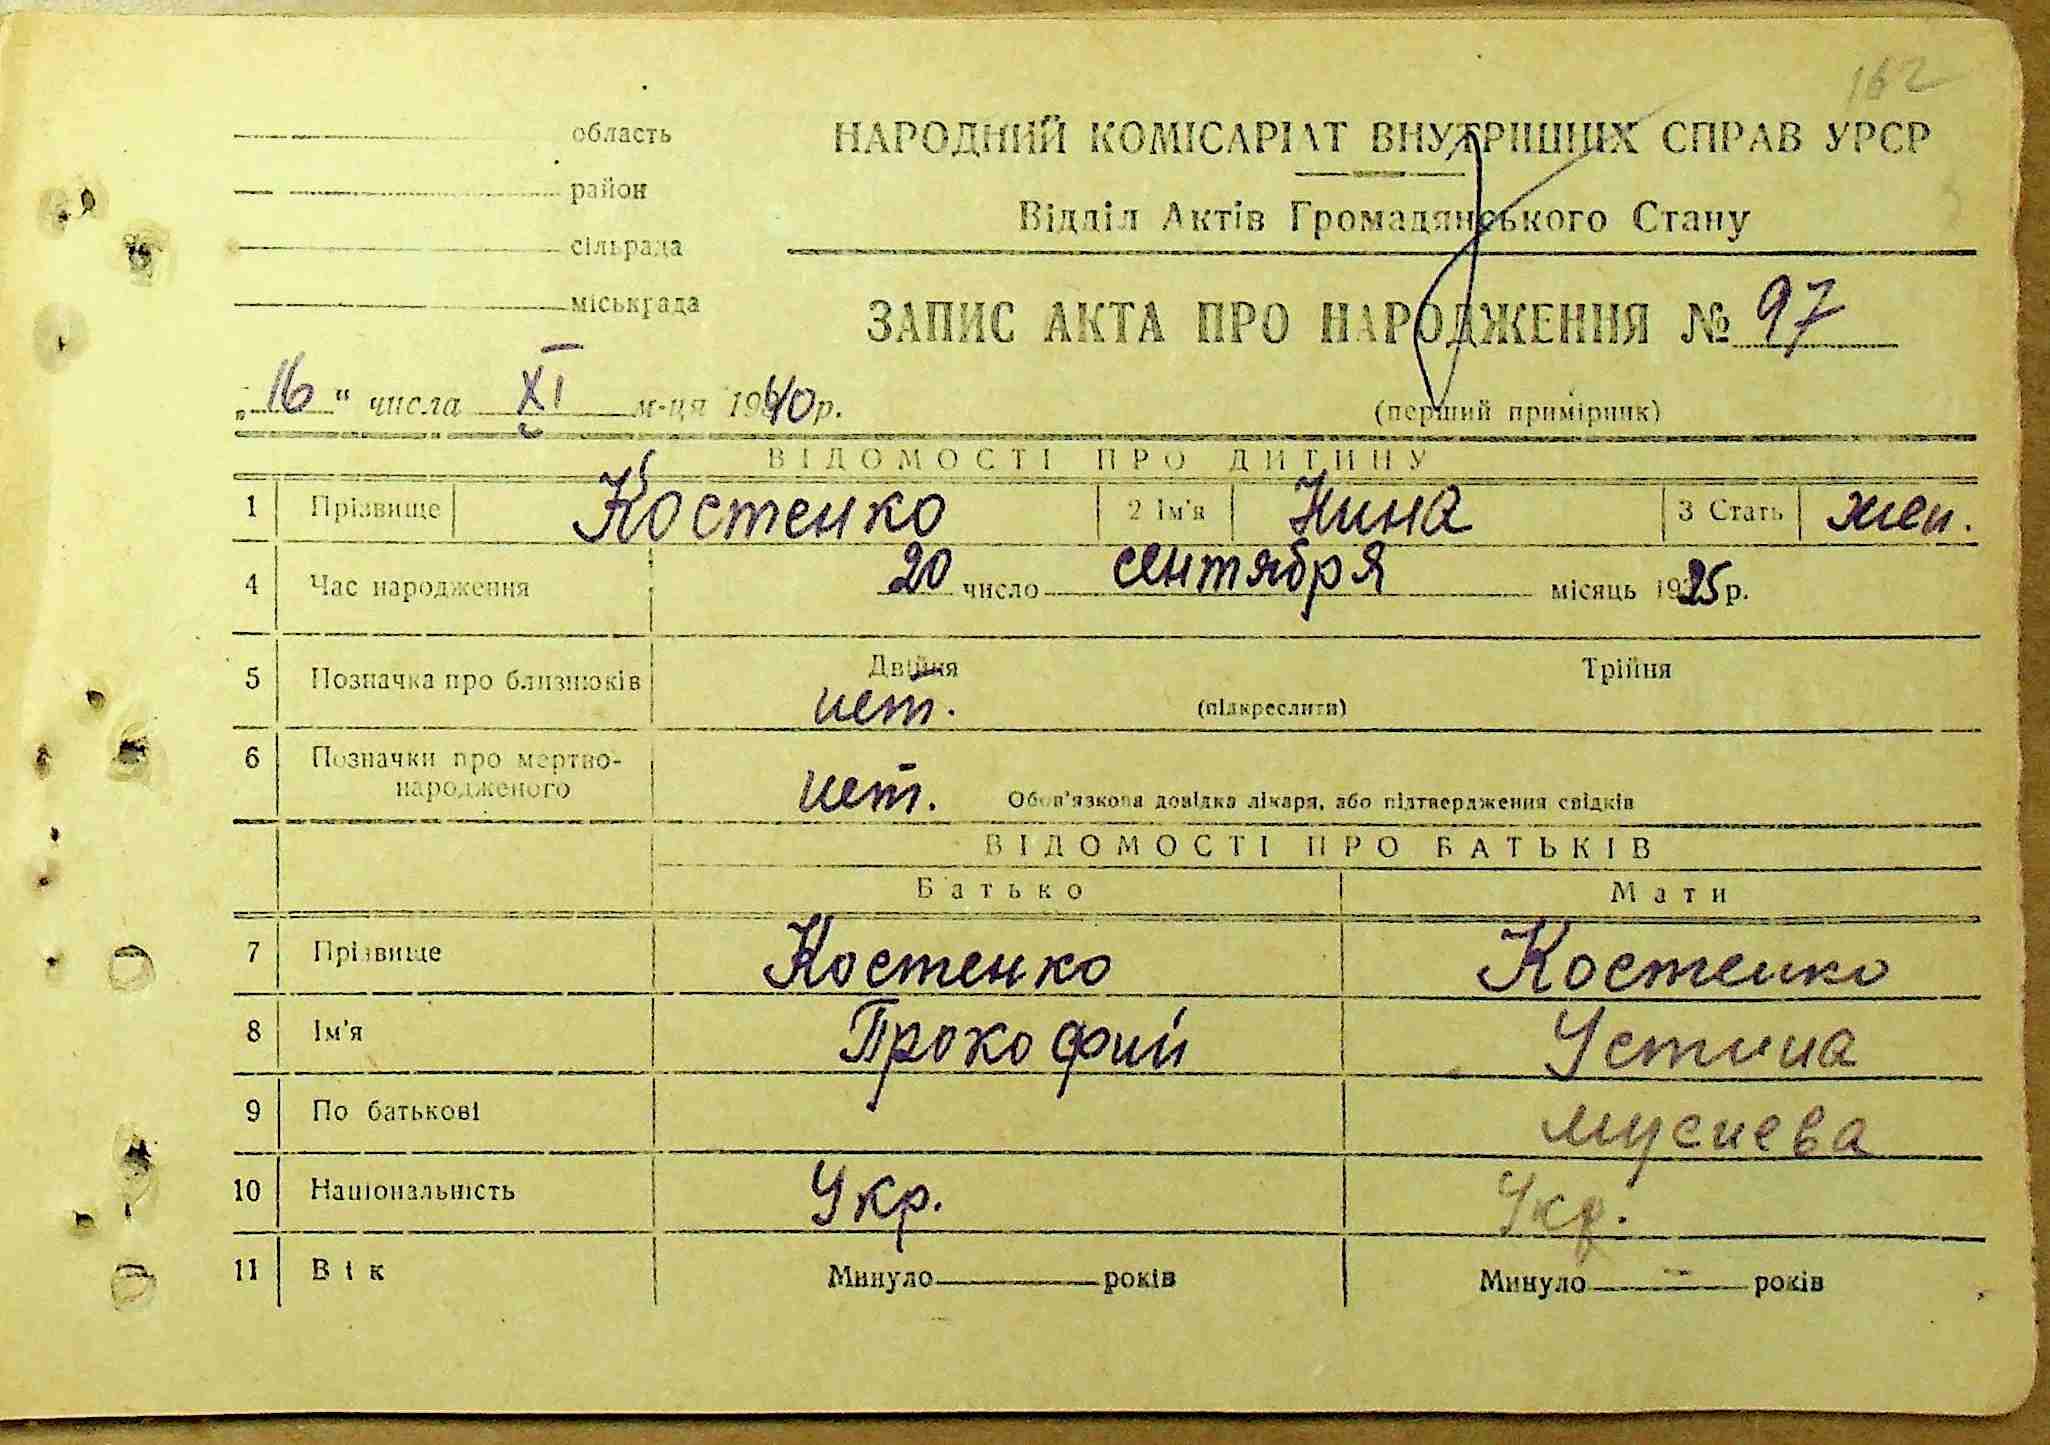 162
область
район
сільрада
міськрада
НАРОДНИЙ КОМІСАРІАТ ВНУТРІШНІХ СПРАВ УРСР
Відділ Актів Громадянського Стану
ЗАПИС АКТА ПРО НАРОДЖЕННЯ № 97
„16“ числа XI м-ця 1940 р.
(перший примірник)
ВІДОМОСТІ ПРО ДИТИНУ
1 Прізвище Костенко 2 Ім'я Нина 3 Стать жен.
4 Час народження 20 число сентября місяць 1925 р.
5 Позначка про близнюків Двійня Трійня
нет. (підкреслити)
6 Позначки про мертво-
народженого нет. Обов'язкова довідка лікаря, або підтвердження свідків
ВІДОМОСТІ ПРО БАТЬКІВ
Батько Мати
7 Прізвище Костенко Костенко
8 Ім'я Прокофий Устина
9 По батькові Мусиева
10 Національність Укр. Укр.
11 Вік Минуло років Минуло — років